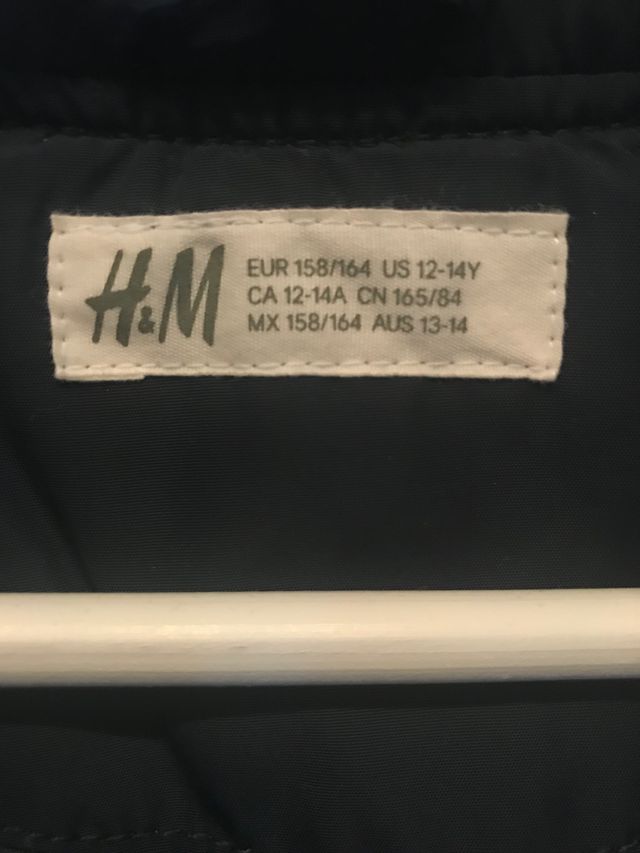 H&M
EUR 158/164 US 12-14Y
CA 12-14A CN 165/84
MX 158/164 AUS 13-14